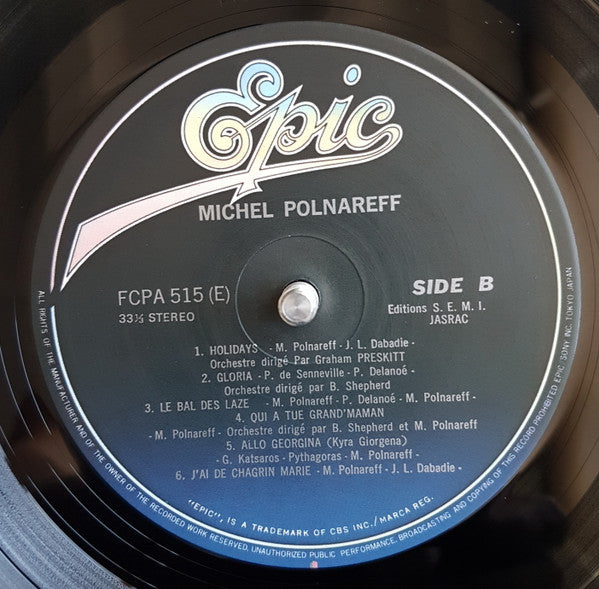 Epic
MICHEL POLNAREFF
FCPA 515 (E)
33⅓ STEREO
SIDE B
Editions S. E. M. I.
JASRAC
1. HOLIDAYS - M. Polnareff - J. L. Dabadie -
Orchestre dirigé Par Graham PRESKITT
2. GLORIA - P. de Senneville - P. Delanoé -
Orchestre dirigé par B. Shepherd
3. LE BAL DES LAZE - M. Polnareff - P. Delanoé - M. Polnareff -
4. QUI A TUE GRAND'MAMAN
- M. Polnareff - Orchestre dirigé par B. Shepherd et M. Polnareff
5. ALLO GEORGINA (Kyra Giorgena)
- G. Katsaros - Pythagoras - M. Polnareff -
6. J'AI DE CHAGRIN MARIE - M. Polnareff - J. L. Dabadie -
"EPIC", IS A TRADEMARK OF CBS INC./MARCA REG.
ALL RIGHTS OF THE MANUFACTURER AND OF THE OWNER OF THE RECORDED WORK RESERVED, UNAUTHORIZED PUBLIC PERFORMANCE, BROADCASTING AND COPYING OF THIS RECORD PROHIBITED EPIC SONY INC. TOKYO JAPAN